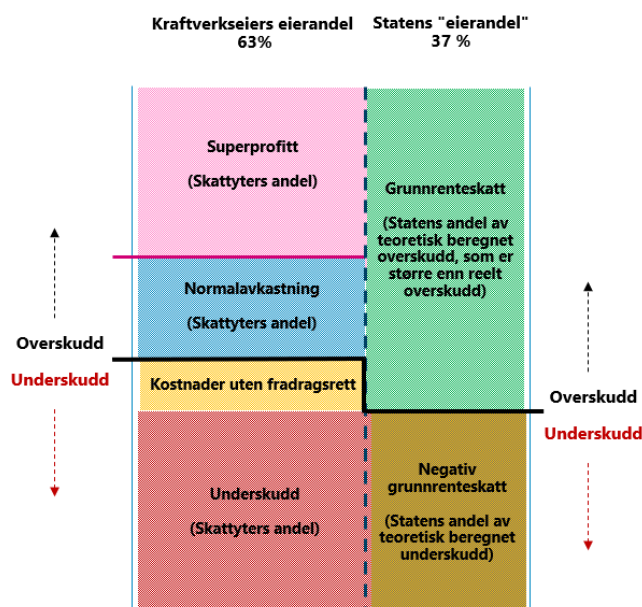 Kraftverkseiers eierandel
63%
Statens "eierandel"
37 %
Superprofitt
(Skattyters andel)
Grunnrenteskatt
(Statens andel av
teoretisk beregnet
overskudd, som er
større enn reelt
overskudd)
Normalavkastning
(Skattyters andel)
Overskudd
Underskudd
Kostnader uten fradragsrett
Overskudd
Underskudd
Underskudd
(Skattyters andel)
Negativ
grunnrenteskatt
(Statens andel av
teoretisk beregnet
underskudd)